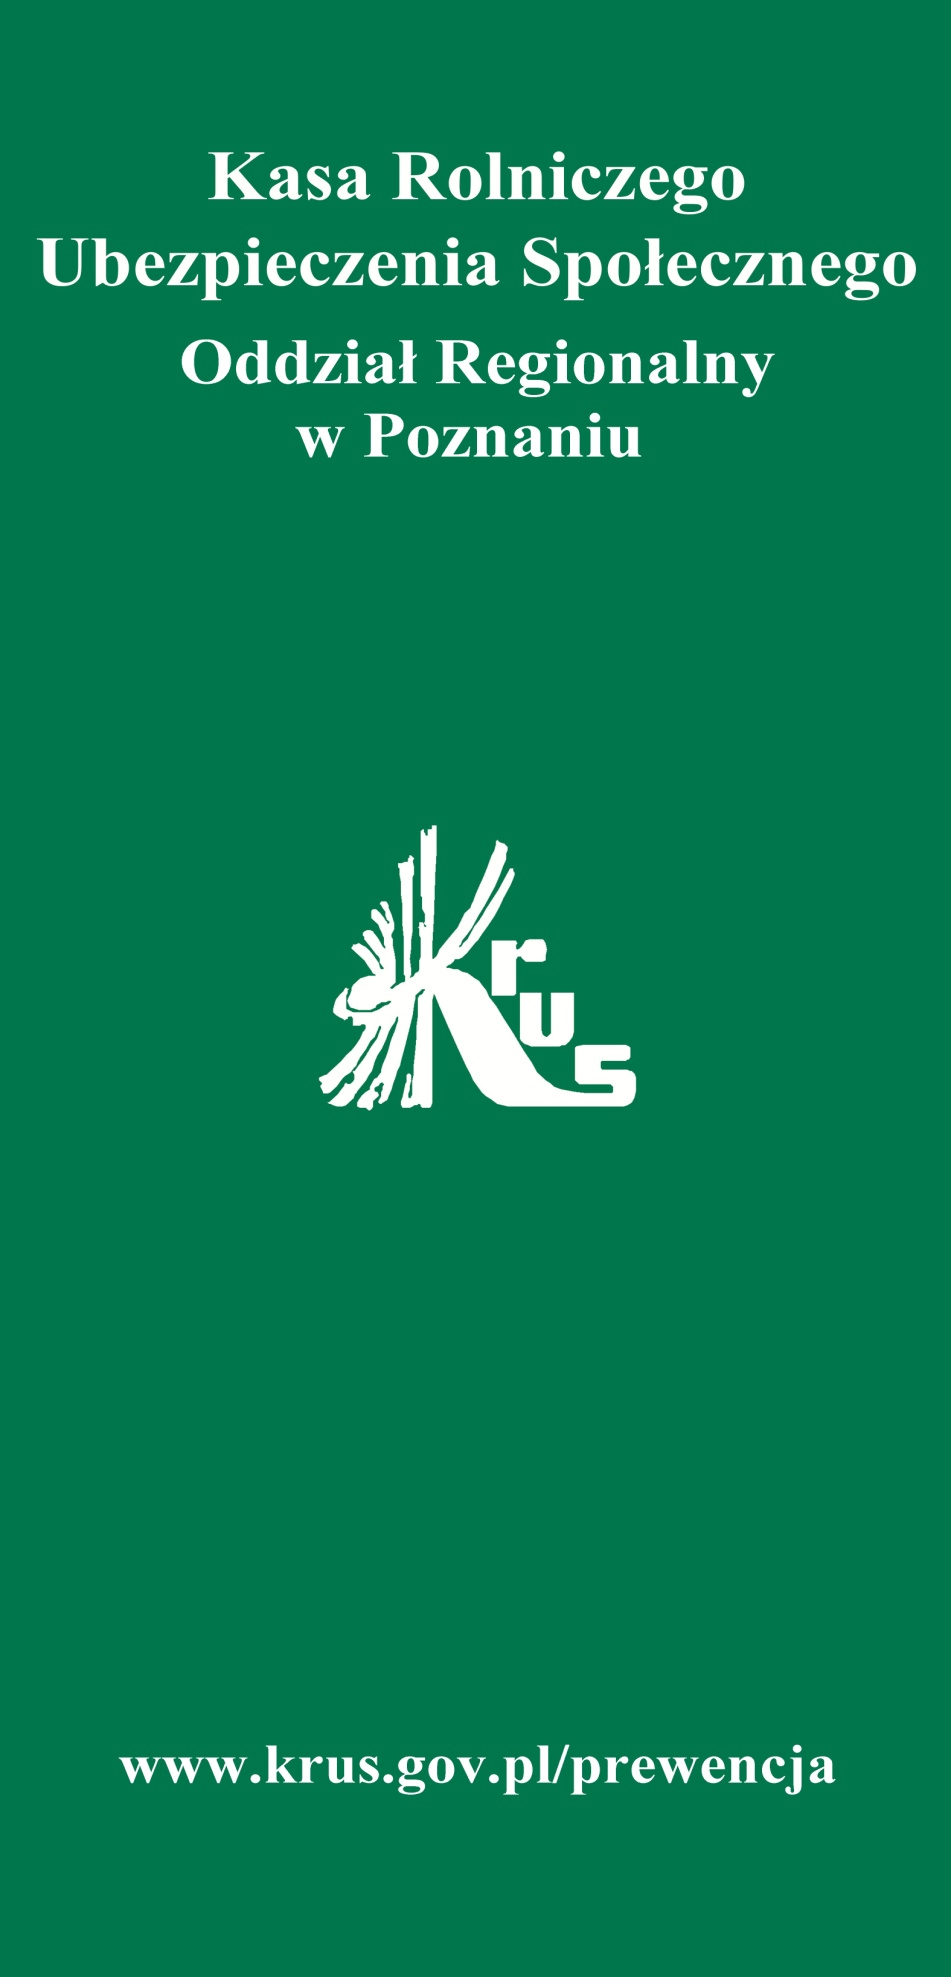 Kasa Rolniczego
Ubezpieczenia Społecznego
Oddział Regionalny
w Poznaniu
Krus
www.krus.gov.pl/prewencja